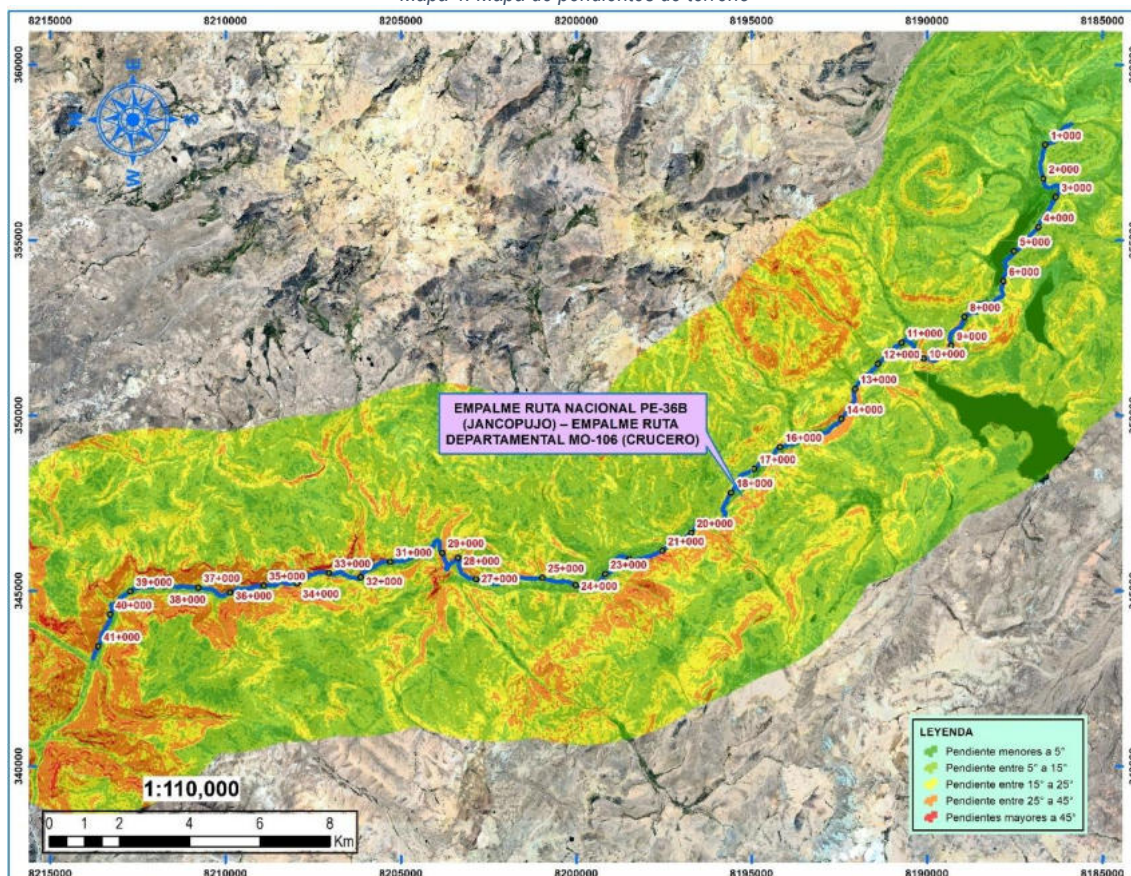 8215000 8210000 8205000 8200000 8195000 8190000 8185000
360000
355000
350000
345000
340000
E
N S
W
1+000
2+000
3+000
4+000
5+000
6+000
8+000
9+000
10+000
11+000
12+000
13+000
14+000
16+000
17+000
18+000
20+000
21+000
23+000
24+000
25+000
27+000
28+000
29+000
31+000
32+000
33+000
34+000
35+000
36+000
37+000
38+000
39+000
40+000
41+000
EMPALME RUTA NACIONAL PE-36B
(JANCOPUJO) – EMPALME RUTA
DEPARTAMENTAL MO-106 (CRUCERO)
LEYENDA
Pendiente menores a 5°
Pendiente entre 5° a 15°
Pendiente entre 15° a 25°
Pendiente entre 25° a 45°
Pendientes mayores a 45°
1:110,000
0 1 2 4 6 8
Km
360000
355000
350000
345000
8215000 8210000 8205000 8200000 8195000 8190000 8185000